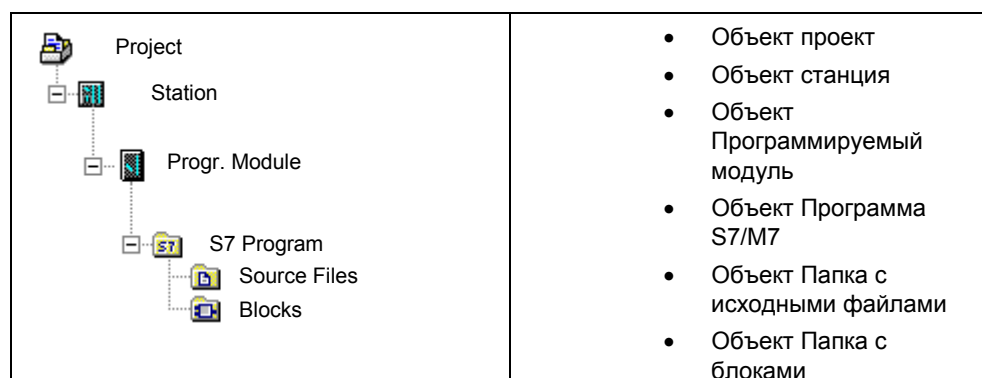 Project
Station
Progr. Module
S7 Program
Source Files
Blocks
• Объект проект
• Объект станция
• Объект
Программируемый
модуль
• Объект Программа
S7/M7
• Объект Папка с
исходными файлами
• Объект Папка с
блоками